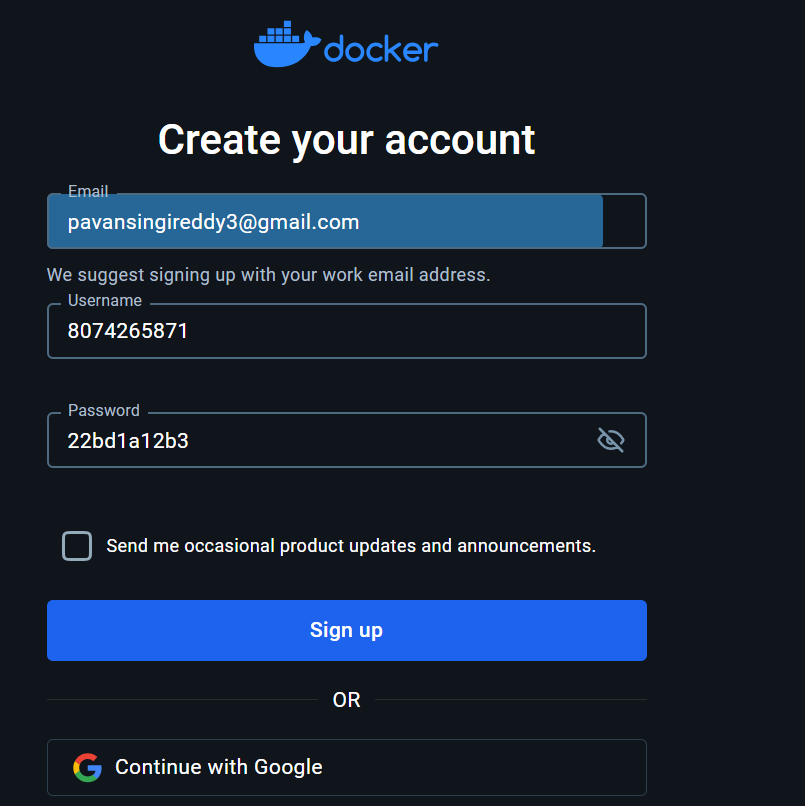 docker
Create your account
Email
pavansingireddy3@gmail.com
We suggest signing up with your work email address.
Username
8074265871
Password
22bd1a12b3
Send me occasional product updates and announcements.
Sign up
OR
Continue with Google